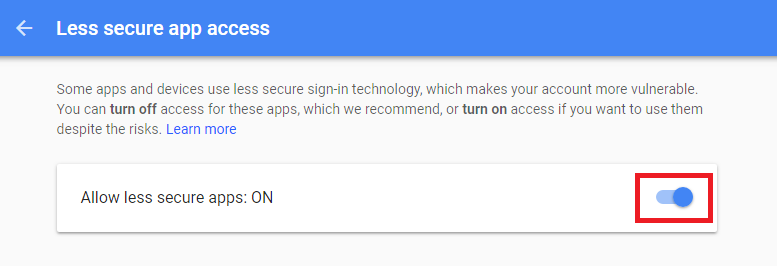 Less secure app access
Some apps and devices use less secure sign-in technology, which makes your account more vulnerable.
You can turn off access for these apps, which we recommend, or turn on access if you want to use them
despite the risks. Learn more
Allow less secure apps: ON